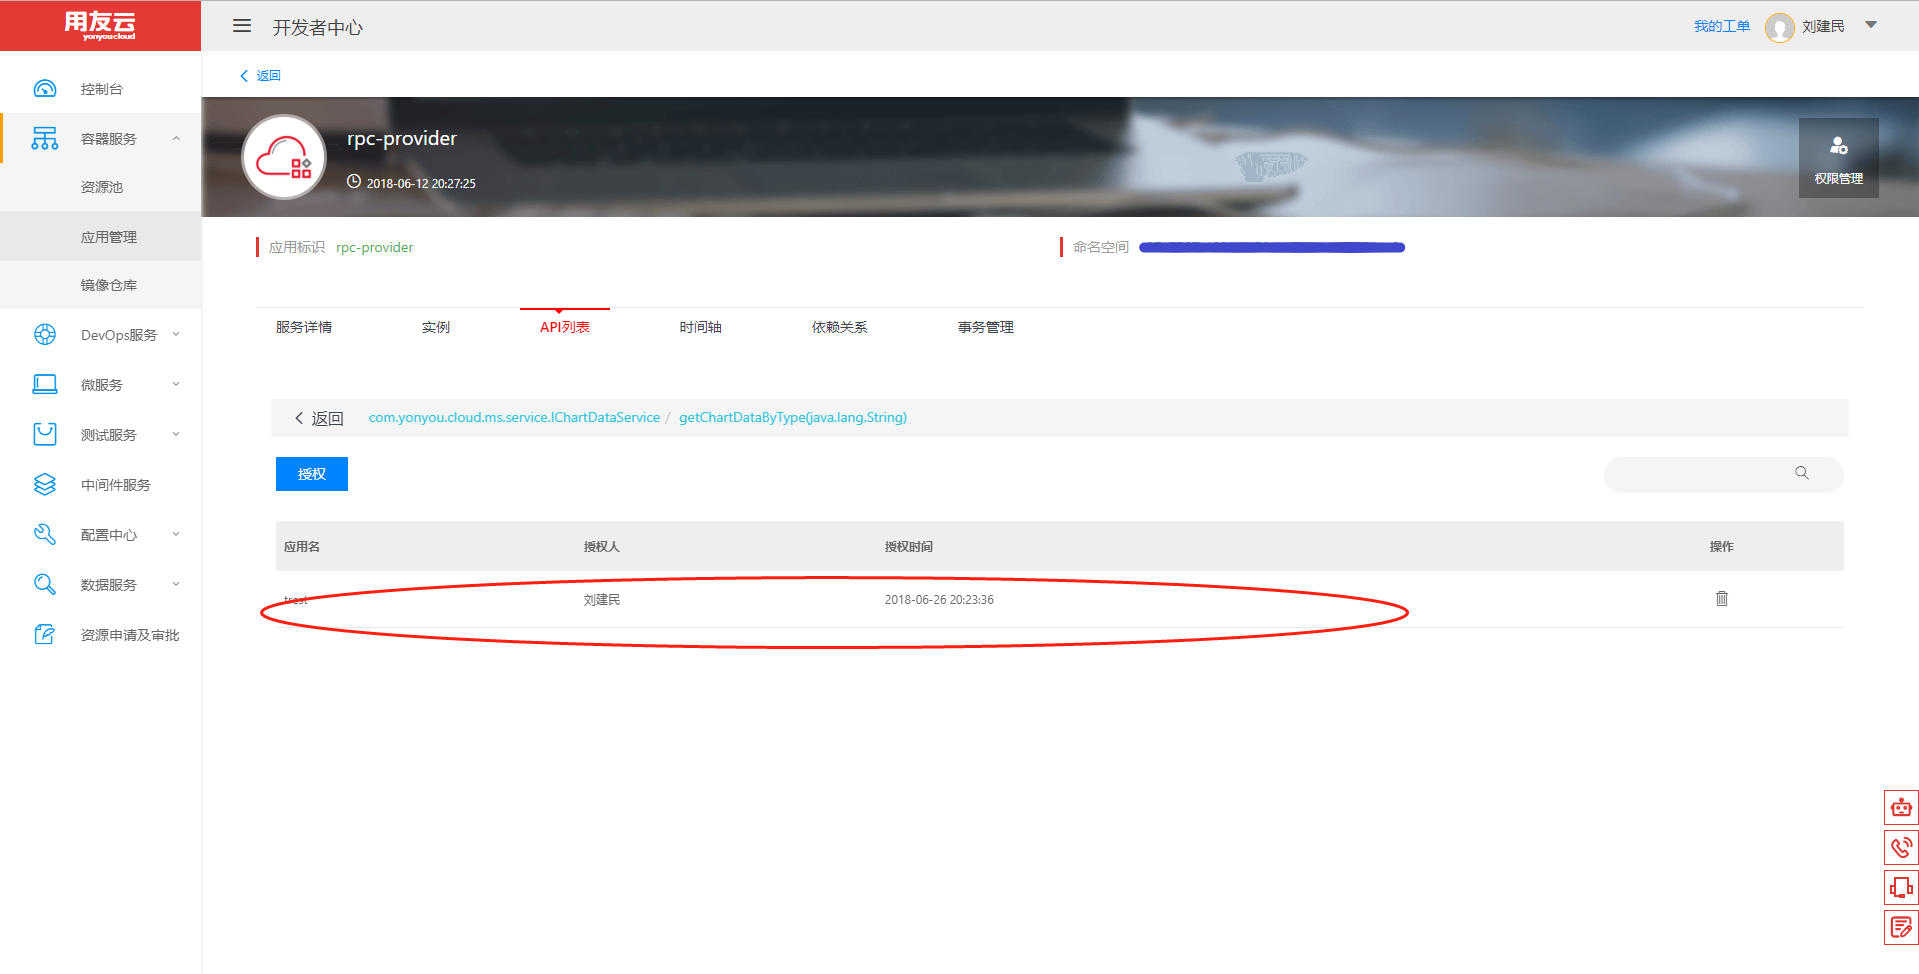 用友云
yonyoucloud
开发者中心
我的工单
刘建民
控制台
容器服务
资源池
应用管理
镜像仓库
DevOps服务
微服务
测试服务
中间件服务
配置中心
数据服务
资源申请及审批
返回
rpc-provider
2018-06-12 20:27:25
权限管理
应用标识 rpc-provider
命名空间
服务详情 实例 API列表 时间轴 依赖关系 事务管理
返回 com.yonyou.cloud.ms.service.IChartDataService / getChartDataByType(java.lang.String)
授权
应用名 授权人 授权时间 操作
刘建民 2018-06-26 20:23:36